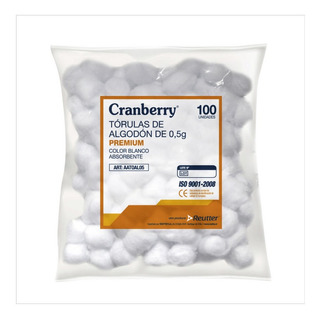 Cranberry®
100
UNIDADES
TÓRULAS DE
ALGODÓN DE 0,5g
PREMIUM
COLOR BLANCO
ABSORBENTE
ART: AATOAL05
ISO 9001-2008
Reutter